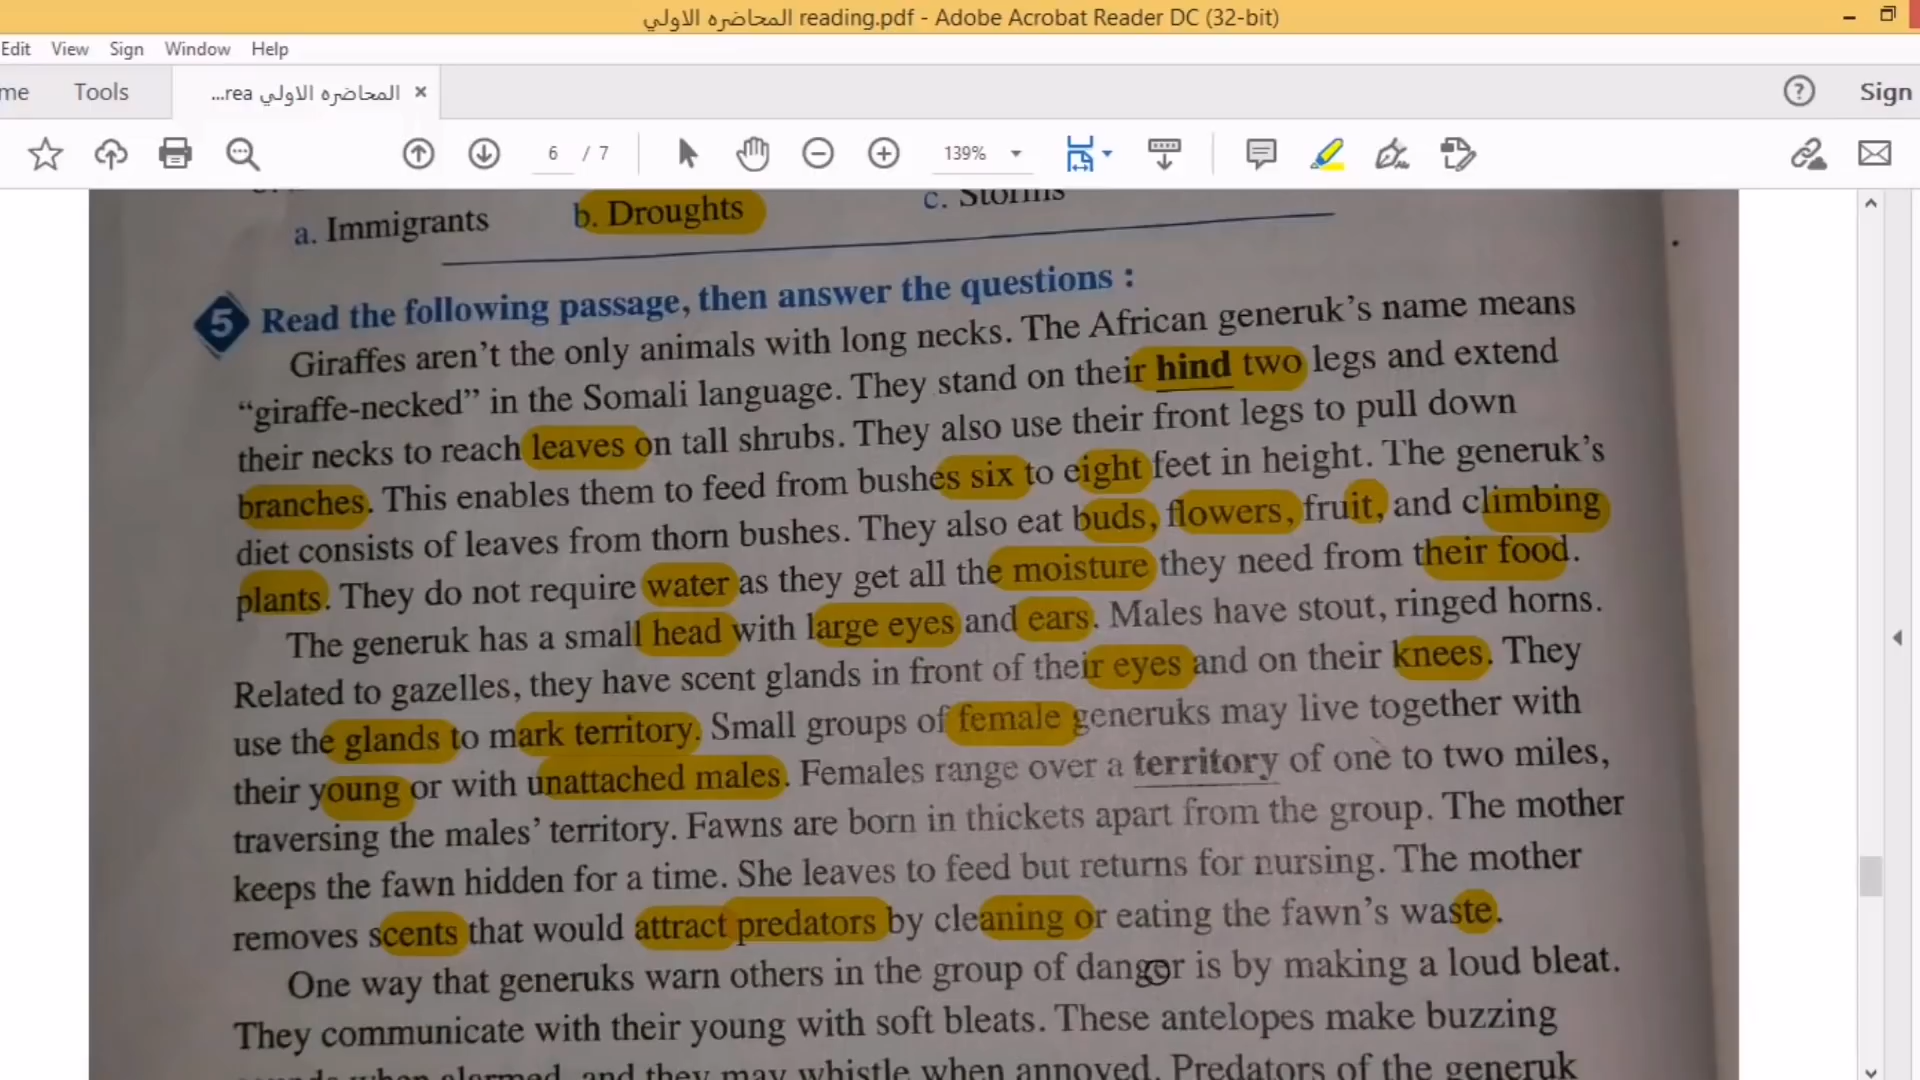 المحاضره الاولي reading.pdf - Adobe Acrobat Reader DC (32-bit)
Edit View Sign Window Help
me Tools المحاضره الاولي rea... × Sign
6 / 7 139%
a. Immigrants b. Droughts c. Storms
5 Read the following passage, then answer the questions :
Giraffes aren't the only animals with long necks. The African generuk's name means
"giraffe-necked" in the Somali language. They stand on their hind two legs and extend
their necks to reach leaves on tall shrubs. They also use their front legs to pull down
branches. This enables them to feed from bushes six to eight feet in height. The generuk's
diet consists of leaves from thorn bushes. They also eat buds, flowers, fruit, and climbing
plants. They do not require water as they get all the moisture they need from their food.
The generuk has a small head with large eyes and ears. Males have stout, ringed horns.
Related to gazelles, they have scent glands in front of their eyes and on their knees. They
use the glands to mark territory. Small groups of female generuks may live together with
their young or with unattached males. Females range over a territory of one to two miles,
traversing the males' territory. Fawns are born in thickets apart from the group. The mother
keeps the fawn hidden for a time. She leaves to feed but returns for nursing. The mother
removes scents that would attract predators by cleaning or eating the fawn's waste.
One way that generuks warn others in the group of danger is by making a loud bleat.
They communicate with their young with soft bleats. These antelopes make buzzing
when alarmed, and they may whistle when annoyed. Predators of the generuk